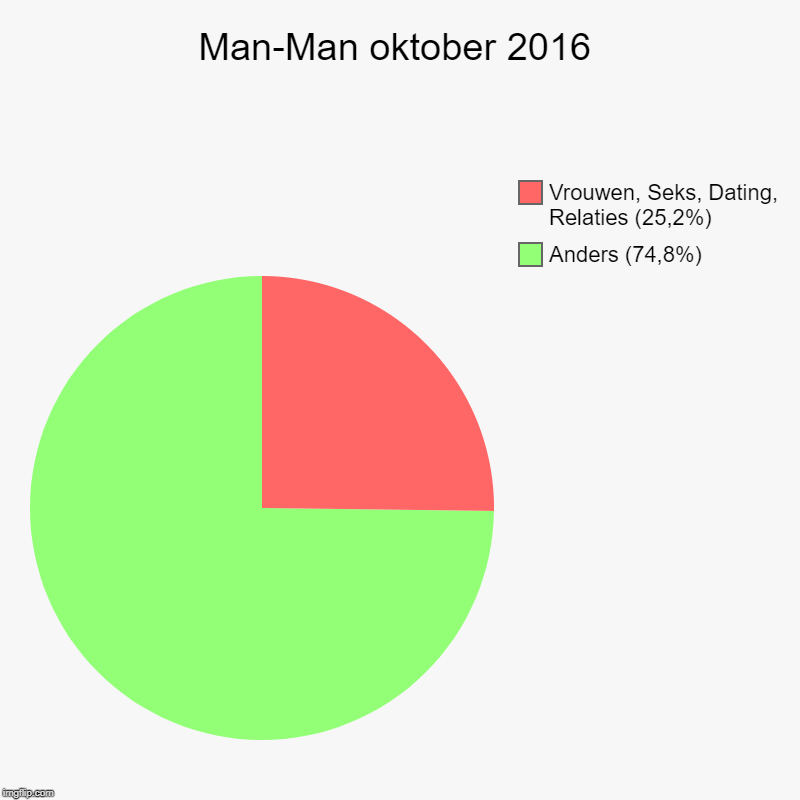 Man-Man oktober 2016
Vrouwen, Seks, Dating,
Relaties (25,2%)
Anders (74,8%)
imgflip.com